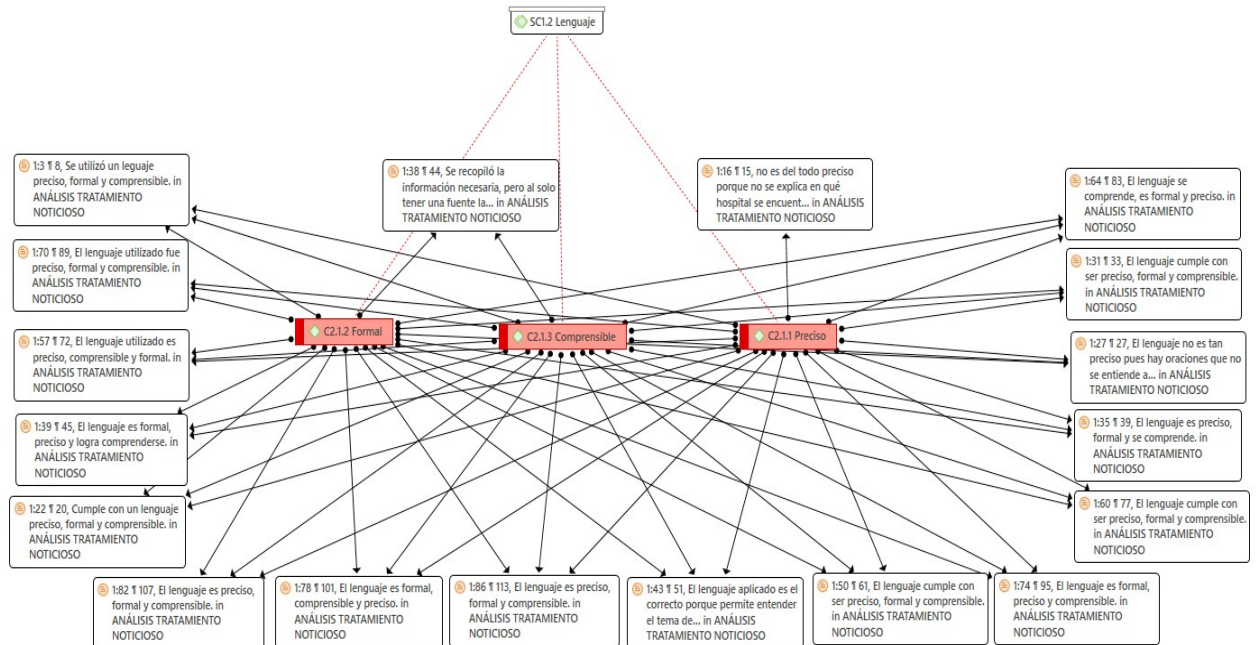 SC1.2 Lenguaje
1:3 ¶ 8, Se utilizó un leguaje
preciso, formal y comprensible. in
ANÁLISIS TRATAMIENTO
NOTICIOSO
1:38 ¶ 44, Se recopiló la
información necesaria, pero al solo
tener una fuente la... in ANÁLISIS
TRATAMIENTO NOTICIOSO
1:16 ¶ 15, no es del todo preciso
porque no se explica en qué
hospital se encuent... in ANÁLISIS
TRATAMIENTO NOTICIOSO
1:64 ¶ 83, El lenguaje se
comprende, es formal y preciso. in
ANÁLISIS TRATAMIENTO
NOTICIOSO
1:70 ¶ 89, El lenguaje utilizado fue
preciso, formal y comprensible. in
ANÁLISIS TRATAMIENTO
NOTICIOSO
1:31 ¶ 33, El lenguaje cumple con
ser preciso, formal y comprensible.
in ANÁLISIS TRATAMIENTO
NOTICIOSO
C2.1.2 Formal
C2.1.3 Comprensible
C2.1.1 Preciso
1:57 ¶ 72, El lenguaje utilizado es
preciso, comprensible y formal. in
ANÁLISIS TRATAMIENTO
NOTICIOSO
1:27 ¶ 27, El lenguaje no es tan
preciso pues hay oraciones que no
se entiende a... in ANÁLISIS
TRATAMIENTO NOTICIOSO
1:39 ¶ 45, El lenguaje es formal,
preciso y logra comprenderse. in
ANÁLISIS TRATAMIENTO
NOTICIOSO
1:35 ¶ 39, El lenguaje es preciso,
formal y se comprende. in
ANÁLISIS TRATAMIENTO
NOTICIOSO
1:22 ¶ 20, Cumple con un lenguaje
preciso, formal y comprensible. in
ANÁLISIS TRATAMIENTO
NOTICIOSO
1:60 ¶ 77, El lenguaje cumple con
ser preciso, formal y comprensible.
in ANÁLISIS TRATAMIENTO
NOTICIOSO
1:82 ¶ 107, El lenguaje es preciso,
formal y comprensible. in
ANÁLISIS TRATAMIENTO
NOTICIOSO
1:78 ¶ 101, El lenguaje es formal,
comprensible y preciso. in
ANÁLISIS TRATAMIENTO
NOTICIOSO
1:86 ¶ 113, El lenguaje es preciso,
formal y comprensible. in
ANÁLISIS TRATAMIENTO
NOTICIOSO
1:43 ¶ 51, El lenguaje aplicado es el
correcto porque permite entender
el tema de... in ANÁLISIS
TRATAMIENTO NOTICIOSO
1:50 ¶ 61, El lenguaje cumple con
ser preciso, formal y comprensible.
in ANÁLISIS TRATAMIENTO
NOTICIOSO
1:74 ¶ 95, El lenguaje es formal,
preciso y comprensible. in
ANÁLISIS TRATAMIENTO
NOTICIOSO